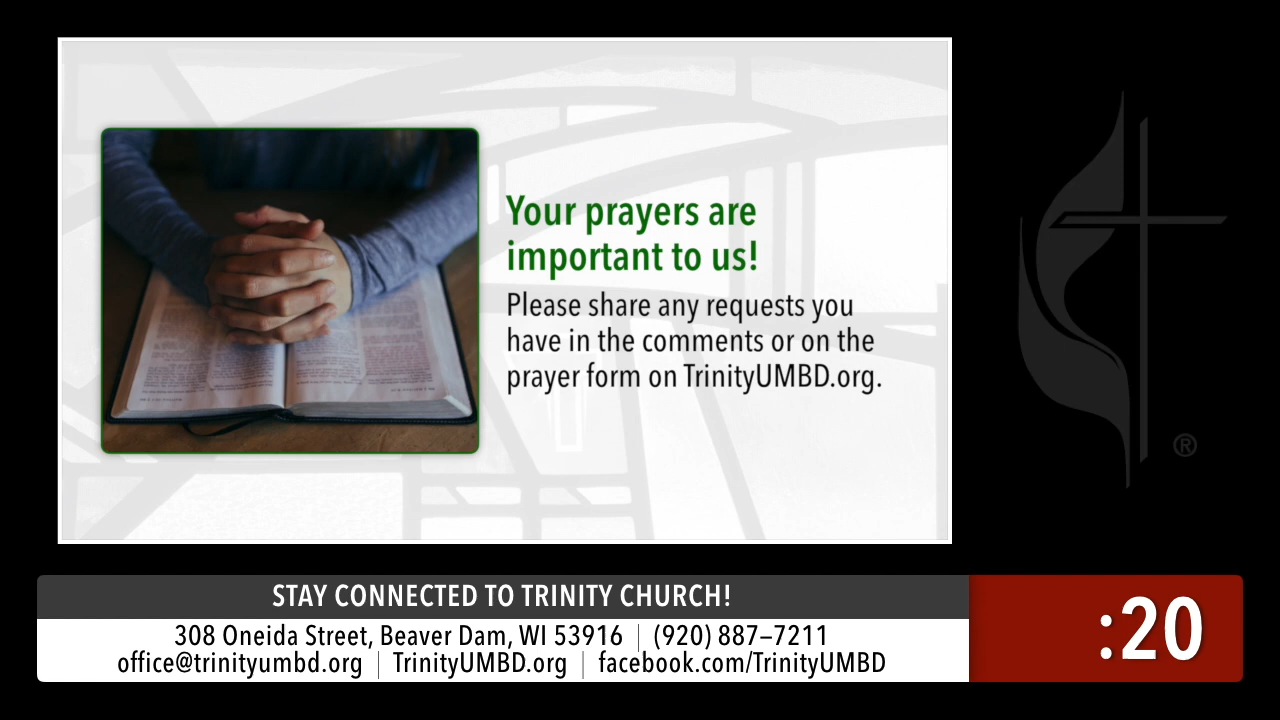 Your prayers are
important to us!
Please share any requests you
have in the comments or on the
prayer form on TrinityUMBD.org.
®
STAY CONNECTED TO TRINITY CHURCH!
308 Oneida Street, Beaver Dam, WI 53916 | (920) 887–7211
office@trinityumbd.org | TrinityUMBD.org | facebook.com/TrinityUMBD
:20